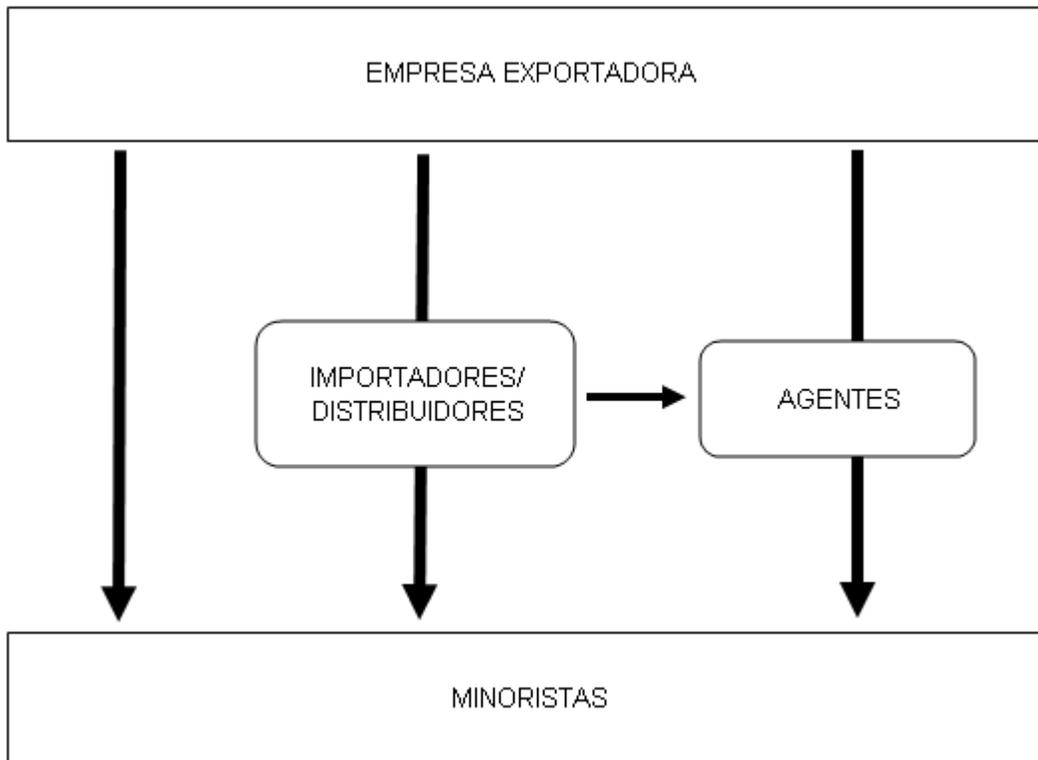 EMPRESA EXPORTADORA
IMPORTADORES/
DISTRIBUIDORES
AGENTES
MINORISTAS